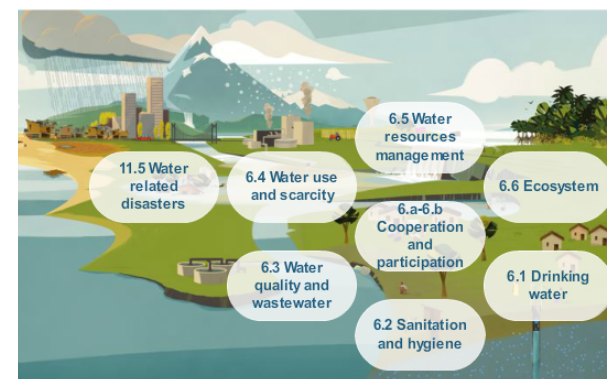 6.5 Water
resources
management
11.5 Water
related
disasters
6.4 Water use
and scarcity
6.6 Ecosystem
6.a-6.b
Cooperation
and
participation
6.3 Water
quality and
wastewater
6.1 Drinking
water
6.2 Sanitation
and hygiene